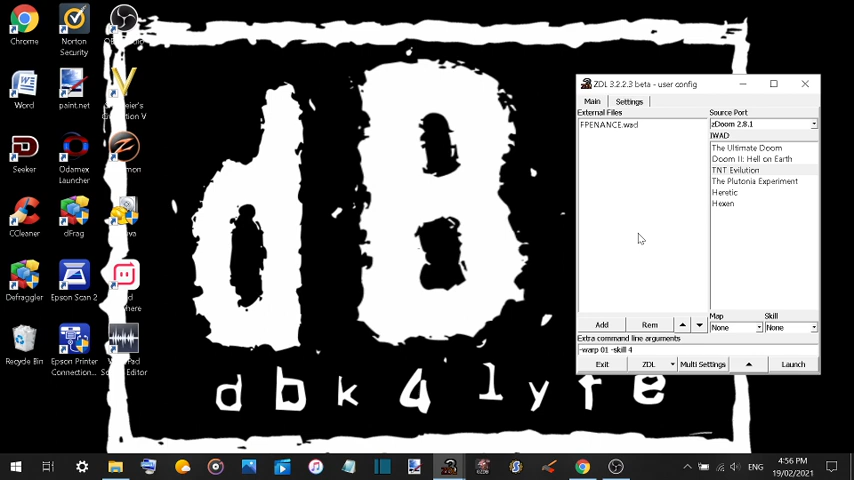 Chrome
Norton
Security
Word
paint.net
Seeker
Odamex
Launcher
CCleaner
dFrag
Defraggler
Epson Scan 2
Recycle Bin
Epson Printer
Connection...
dB
dbk4lyfe
ZDL 3.2.2.3 beta - user config
Main
Settings
External Files
Source Port
FPENANCE.wad
zDoom 2.8.1
IWAD
The Ultimate Doom
Doom II: Hell on Earth
TNT Evilution
The Plutonia Experiment
Heretic
Hexen
Map
Skill
Add
Rem
None
None
Extra command line arguments
-warp 01 -skill 4
Exit
ZDL
Multi Settings
Launch
ENG
4:56 PM
19/02/2021